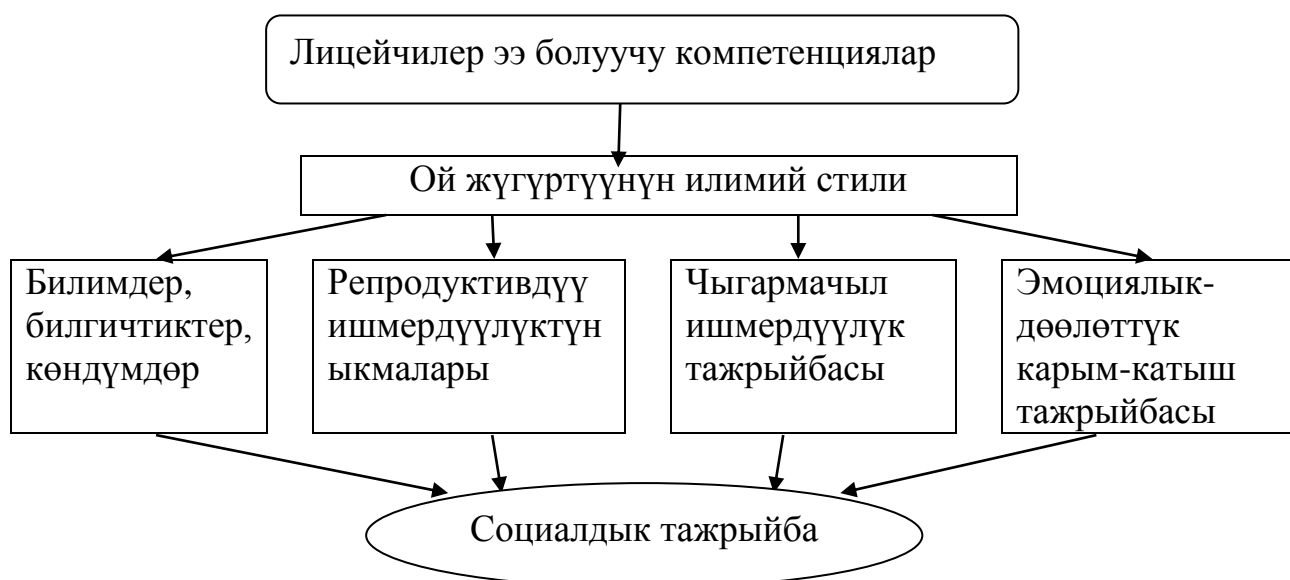 Лицейчилер ээ болуучу компетенциялар
Ой жүгүртүүнүн илимий стили
Билимдер,
билгичтиктер,
көндүмдөр
Репродуктивдүү
ишмердүүлүктүн
ыкмалары
Чыгармачыл
ишмердүүлүк
тажрыйбасы
Эмоциялык-
дөөлөттүк
карым-катыш
тажрыйбасы
Социалдык тажрыйба